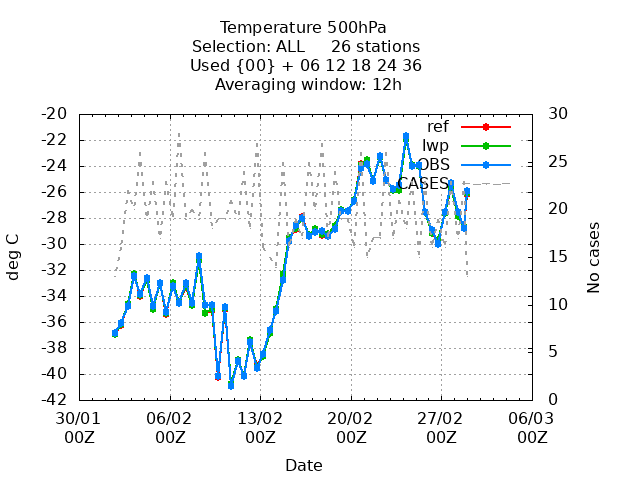 Temperature 500hPa
Selection: ALL 26 stations
Used {00} + 06 12 18 24 36
Averaging window: 12h
-20 30
-22 ref
25
-24 lwp
OBS
-26 CASES
20
-28
-30
15
-32
-34
10
-36
-38
5
-40
-42 0
deg C
No cases
30/01 06/02 13/02 20/02 27/02 06/03
00Z 00Z 00Z 00Z 00Z 00Z
Date